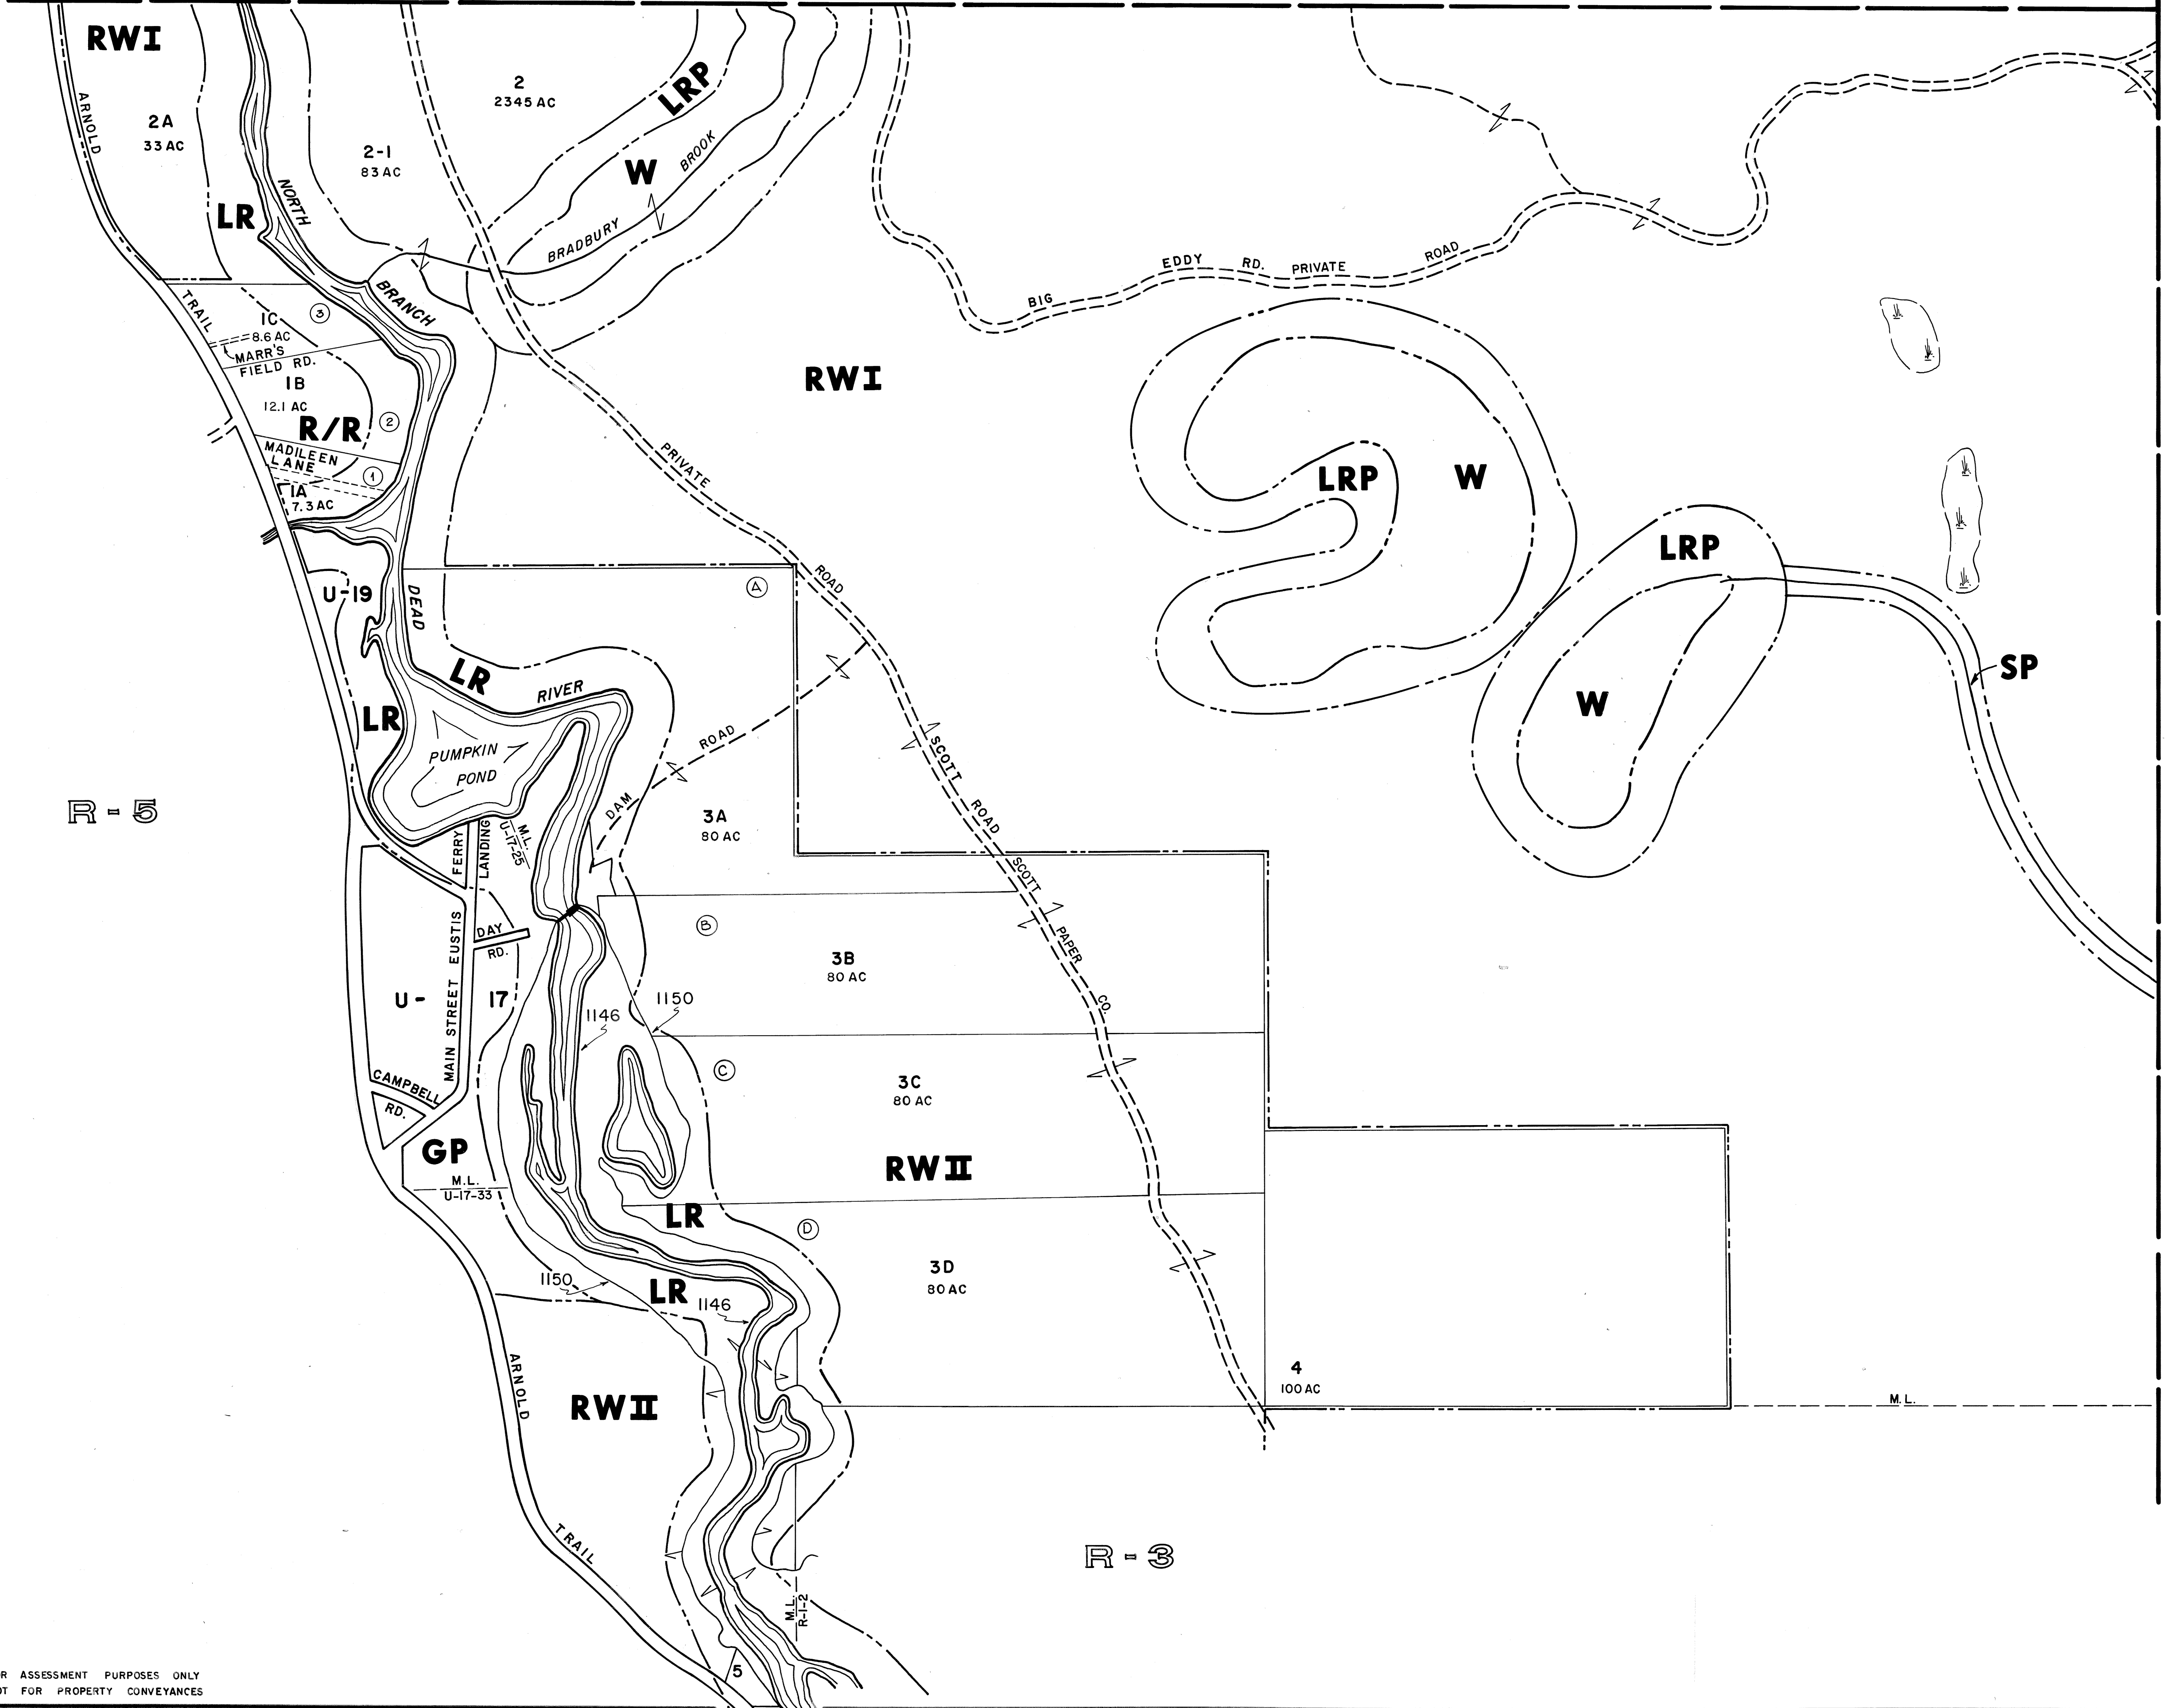 RWI
ARNOLD
2A
33 AC
2-1
83 AC
2
2345 AC
LRP
W
BRADBURY BROOK
LR
NORTH
BRANCH
TRAIL
1C
3
8.6 AC
MARR'S
FIELD RD.
1B
12.1 AC
R/R
2
MADILEEN
LANE
1
1A
7.3 AC
BIG EDDY RD. PRIVATE ROAD
RWI
PRIVATE
ROAD
LRP
W
LRP
W
SP
U-19
DEAD
A
LR
RIVER
LR
PUMPKIN
POND
R-5
DAM ROAD
SCOTT
ROAD
3A
80 AC
FERRY
LANDING
M.L.
U-17-25
SCOTT
PAPER
CO.
B
3B
80 AC
DAY
RD.
MAIN STREET EUSTIS
U-
17
1150
1146
C
3C
80 AC
CAMPBELL
RD.
GP
M.L.
U-17-33
RWII
LR
D
3D
80 AC
1150
LR
1146
4
100 AC
M.L.
ARNOLD
RWII
TRAIL
R-3
M.L.
R-1-2
5
R ASSESSMENT PURPOSES ONLY
OT FOR PROPERTY CONVEYANCES